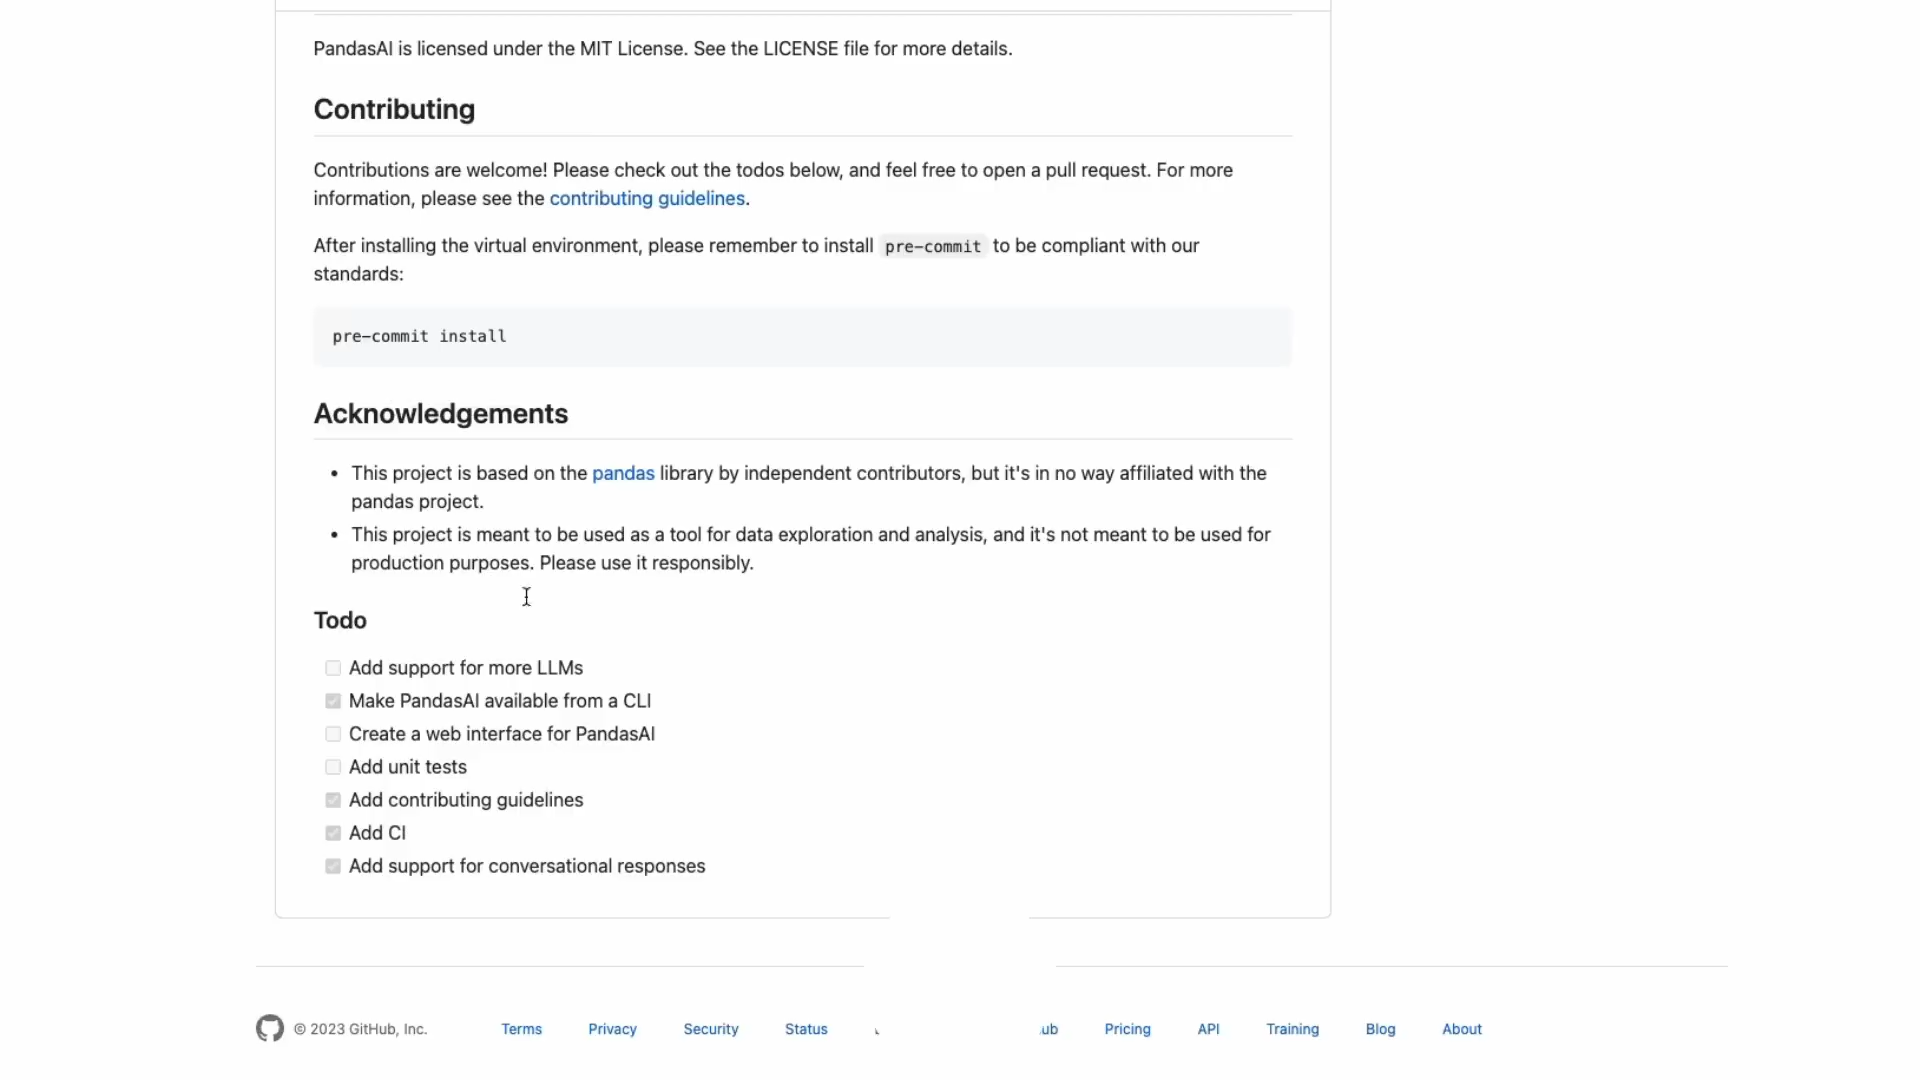 PandasAI is licensed under the MIT License. See the LICENSE file for more details.
Contributing
Contributions are welcome! Please check out the todos below, and feel free to open a pull request. For more
information, please see the contributing guidelines.
After installing the virtual environment, please remember to install pre-commit to be compliant with our
standards:
pre-commit install
Acknowledgements
• This project is based on the pandas library by independent contributors, but it's in no way affiliated with the
pandas project.
• This project is meant to be used as a tool for data exploration and analysis, and it's not meant to be used for
production purposes. Please use it responsibly.
Todo
Add support for more LLMs
Make PandasAI available from a CLI
Create a web interface for PandasAI
Add unit tests
Add contributing guidelines
Add CI
Add support for conversational responses
© 2023 GitHub, Inc. Terms Privacy Security Status ub Pricing API Training Blog About